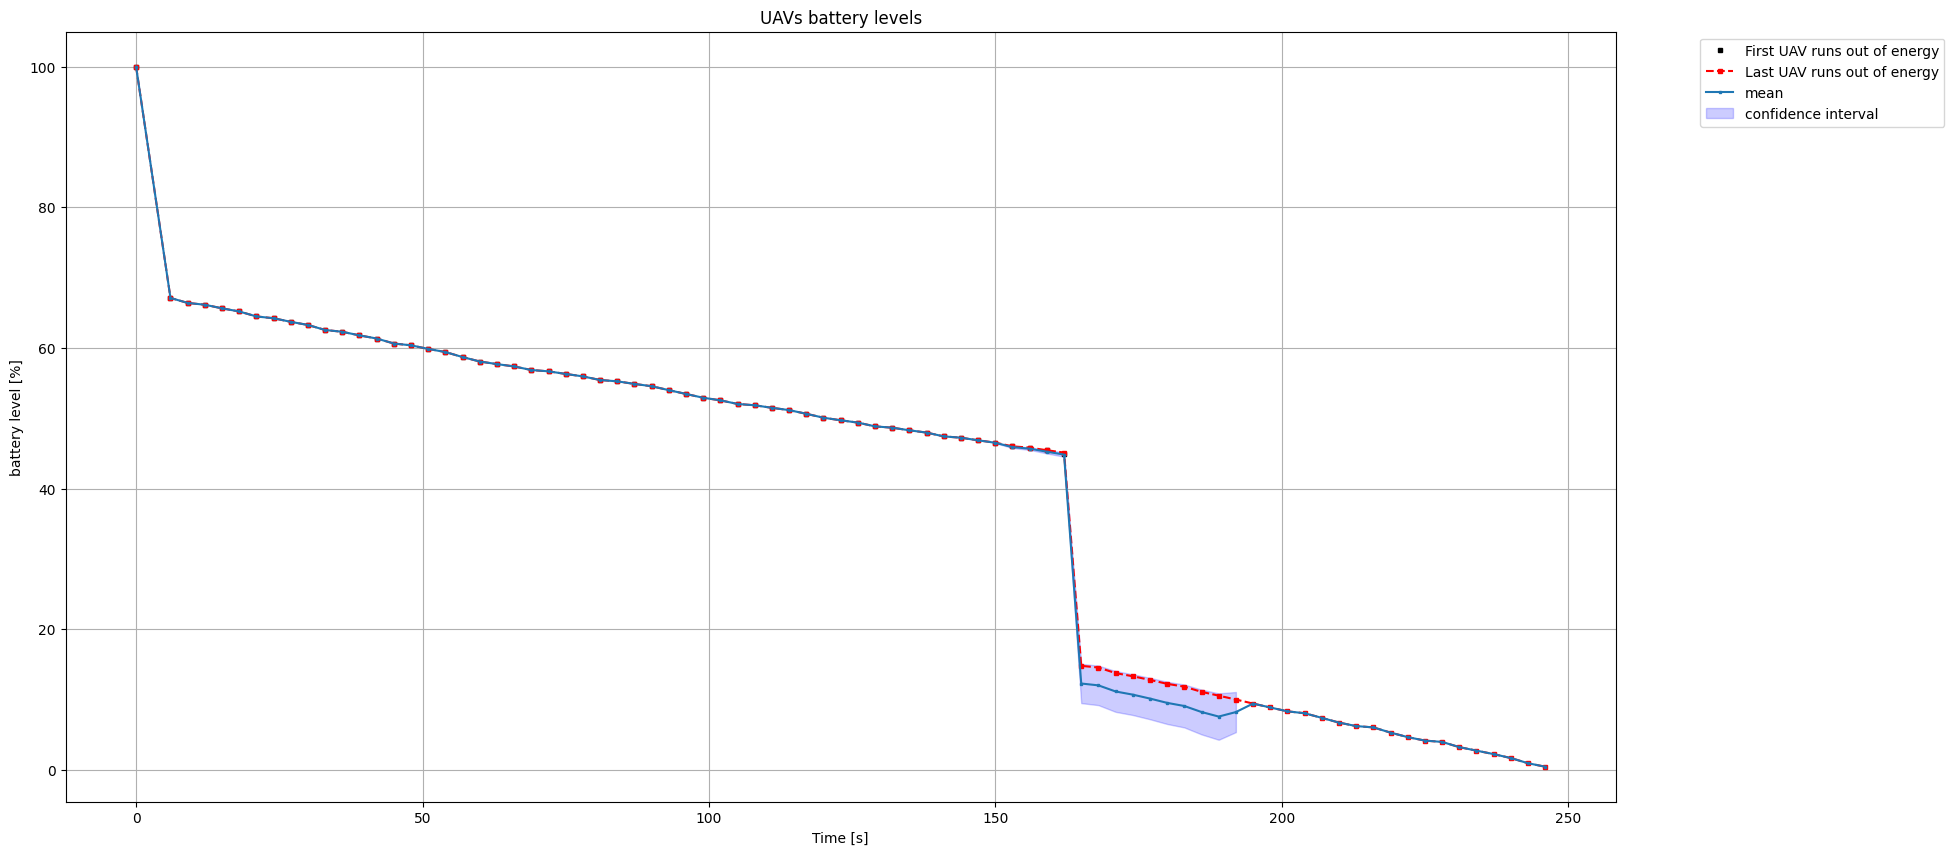 UAVs battery levels
First UAV runs out of energy
Last UAV runs out of energy
mean
confidence interval
battery level [%]
100
80
60
40
20
0
0 50 100 150 200 250
Time [s]